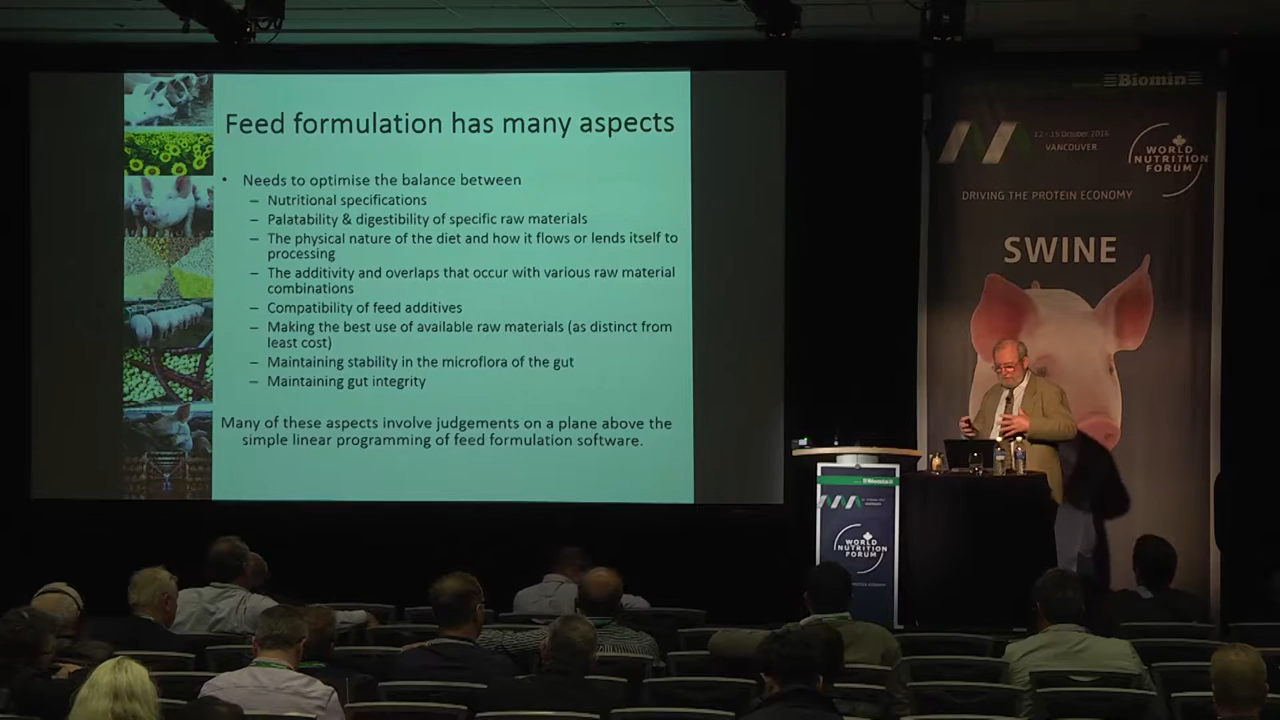 Feed formulation has many aspects
• Needs to optimise the balance between
– Nutritional specifications
– Palatability & digestibility of specific raw materials
– The physical nature of the diet and how it flows or lends itself to
processing
– The additivity and overlaps that occur with various raw material
combinations
– Compatibility of feed additives
– Making the best use of available raw materials (as distinct from
least cost)
– Maintaining stability in the microflora of the gut
– Maintaining gut integrity
Many of these aspects involve judgements on a plane above the
simple linear programming of feed formulation software.
Biomin
12 - 15 October 2016
VANCOUVER
WORLD
NUTRITION
FORUM
DRIVING THE PROTEIN ECONOMY
SWINE
Biomin
WORLD
NUTRITION
FORUM